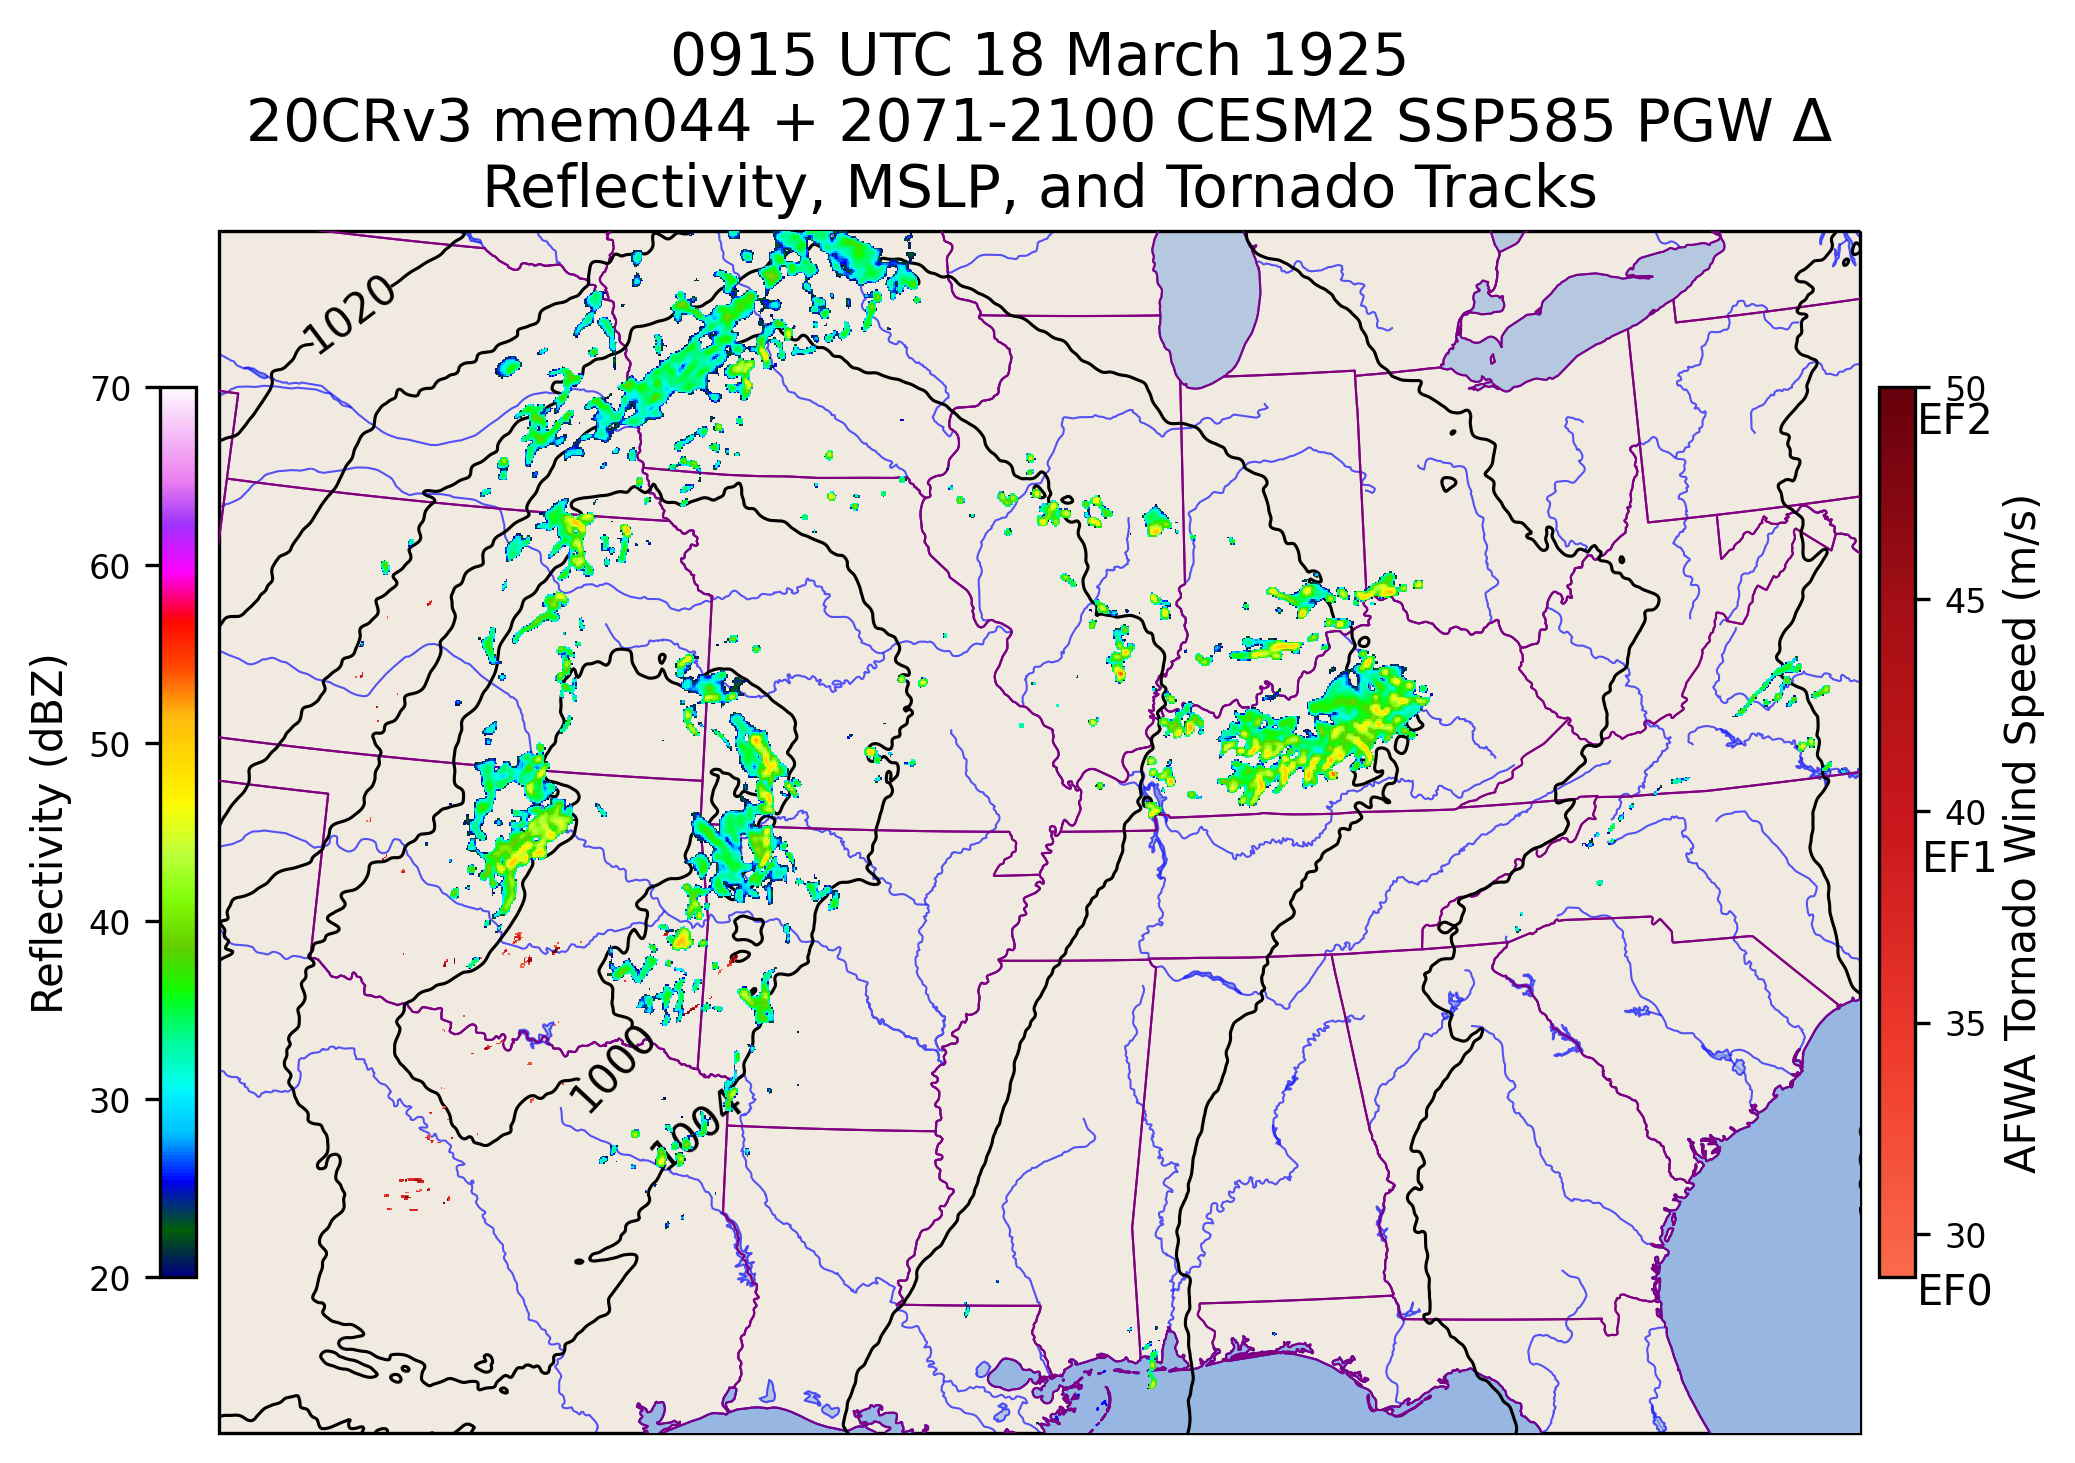 0915 UTC 18 March 1925
20CRv3 mem044 + 2071-2100 CESM2 SSP585 PGW Δ
Reflectivity, MSLP, and Tornado Tracks
1020
1000
1004
70
60
50
40
30
20
Reflectivity (dBZ)
50
EF2
45
40
EF1
35
30
EF0
AFWA Tornado Wind Speed (m/s)